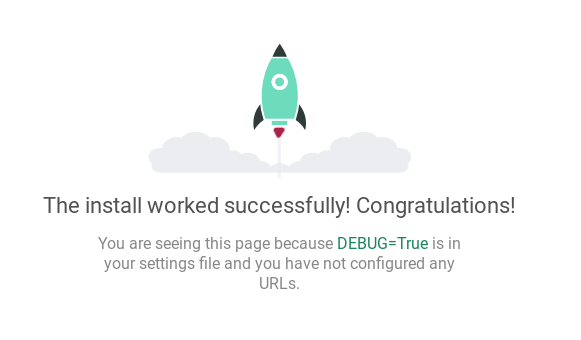 The install worked successfully! Congratulations!
You are seeing this page because DEBUG=True is in
your settings file and you have not configured any
URLs.